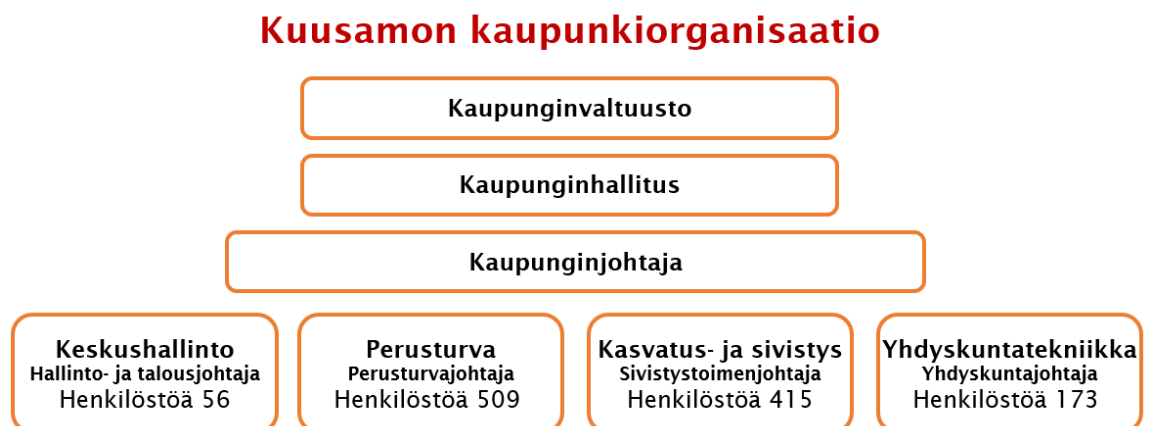 Kuusamon kaupunkiorganisaatio
Kaupunginvaltuusto
Kaupunginhallitus
Kaupunginjohtaja
Keskushallinto
Hallinto- ja talousjohtaja
Henkilöstöä 56
Perusturva
Perusturvajohtaja
Henkilöstöä 509
Kasvatus- ja sivistys
Sivistystoimenjohtaja
Henkilöstöä 415
Yhdyskuntatekniikka
Yhdyskuntajohtaja
Henkilöstöä 173